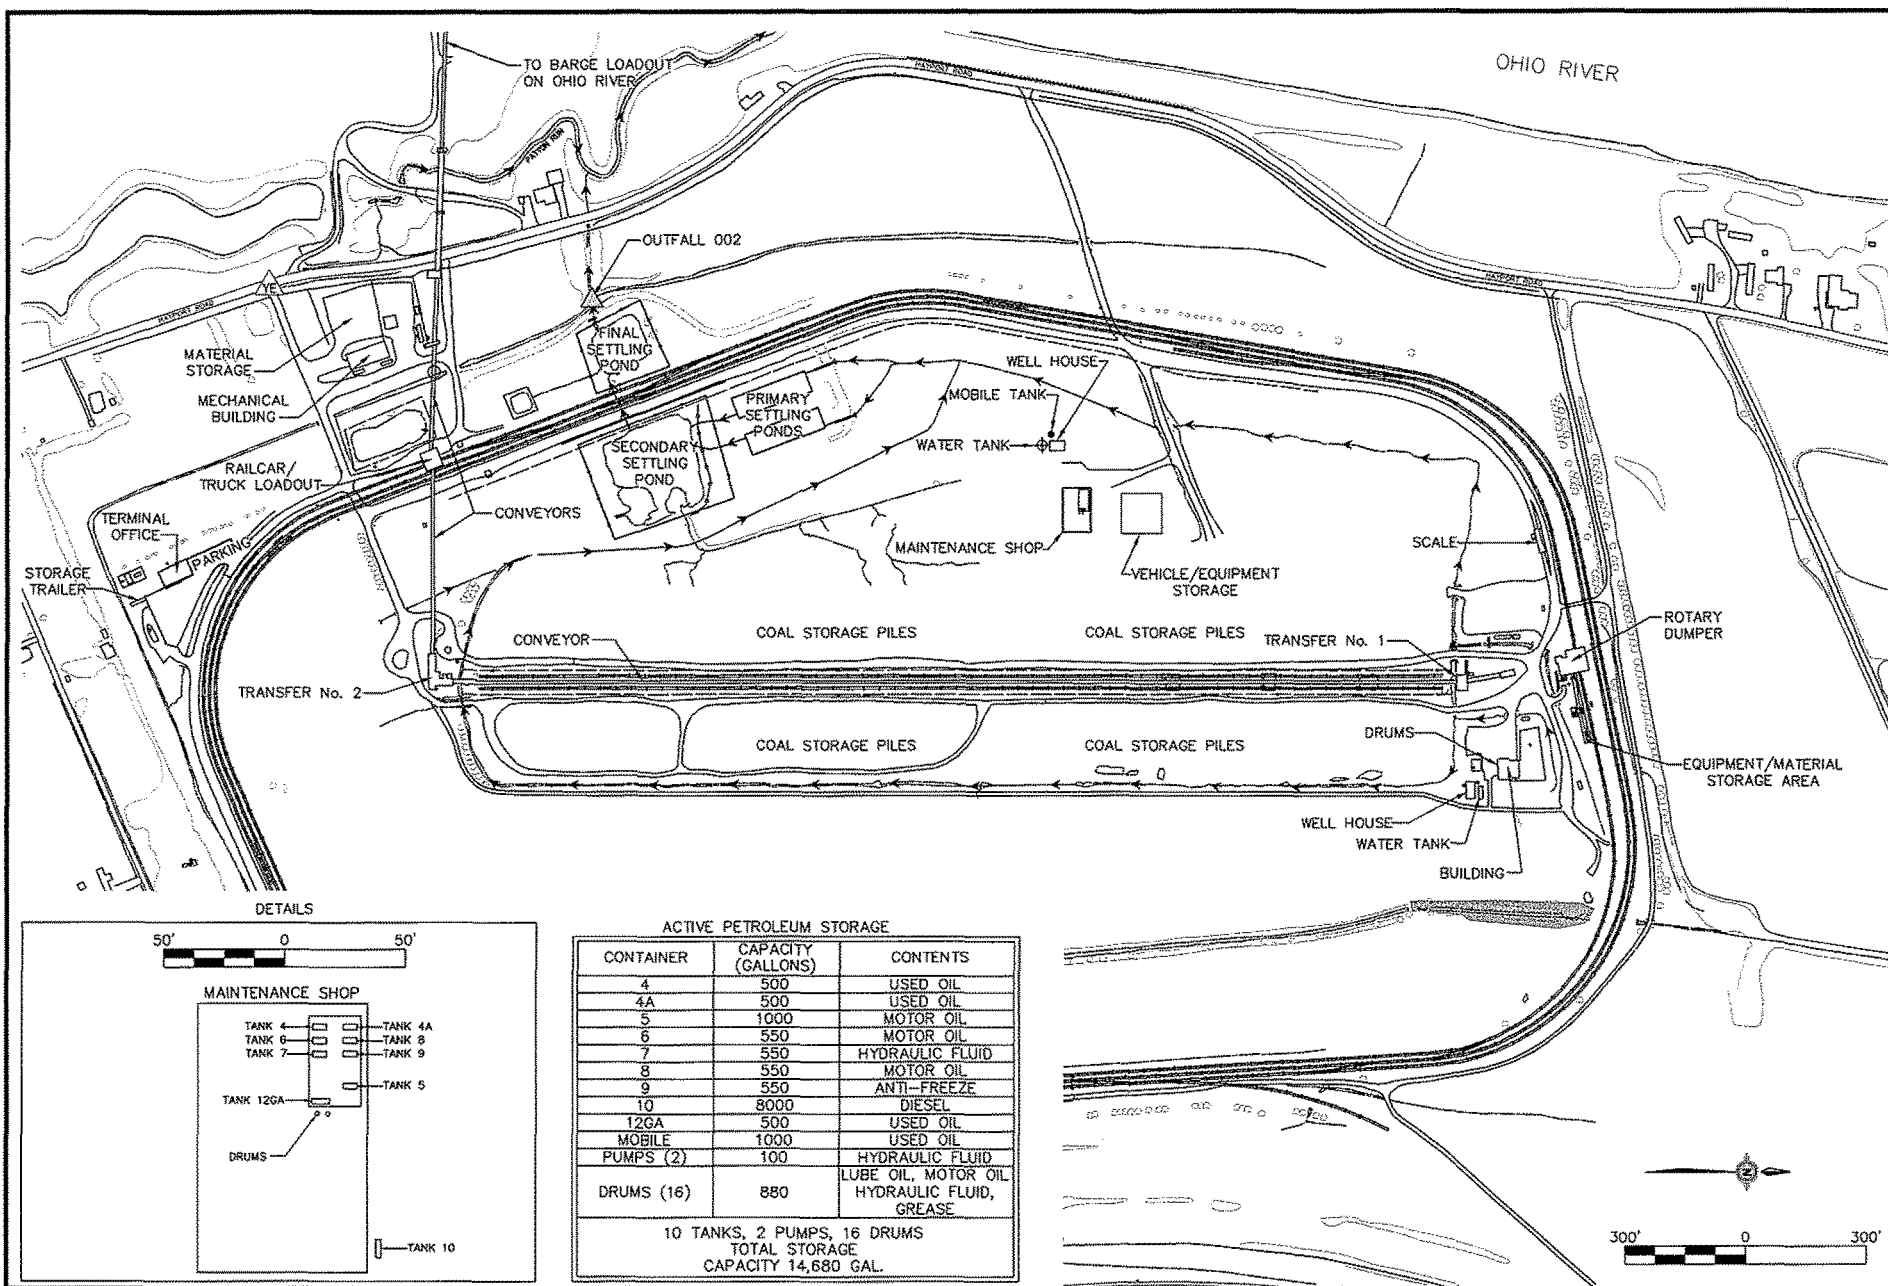 TO BARGE LOADOUT
ON OHIO RIVER
HAYPORT ROAD
OHIO RIVER
PATTON RUN
OUTFALL 002
YE
HAYPORT ROAD
HAYPORT ROAD
MATERIAL
STORAGE
MECHANICAL
BUILDING
FINAL
SETTLING
POND
PRIMARY
SETTLING
PONDS
SECONDARY
SETTLING
POND
WELL HOUSE
MOBILE TANK
WATER TANK
RAILCAR/
TRUCK LOADOUT
TERMINAL
OFFICE
PARKING
CONVEYORS
STORAGE
TRAILER
MAINTENANCE SHOP
VEHICLE/EQUIPMENT
STORAGE
SCALE
ROTARY
DUMPER
CONVEYOR
COAL STORAGE PILES
COAL STORAGE PILES
TRANSFER No. 1
TRANSFER No. 2
COAL STORAGE PILES
COAL STORAGE PILES
DRUMS
EQUIPMENT/MATERIAL
STORAGE AREA
WELL HOUSE
WATER TANK
BUILDING
DETAILS
50' 0 50'
MAINTENANCE SHOP
TANK 4 TANK 4A
TANK 6 TANK 8
TANK 7 TANK 9
TANK 5
TANK 12GA
DRUMS
TANK 10
ACTIVE PETROLEUM STORAGE
CONTAINER CAPACITY (GALLONS) CONTENTS
4 500 USED OIL
4A 500 USED OIL
5 1000 MOTOR OIL
6 550 MOTOR OIL
7 550 HYDRAULIC FLUID
8 550 MOTOR OIL
9 550 ANTI-FREEZE
10 8000 DIESEL
12GA 500 USED OIL
MOBILE 1000 USED OIL
PUMPS (2) 100 HYDRAULIC FLUID
DRUMS (16) 880 LUBE OIL, MOTOR OIL
HYDRAULIC FLUID,
GREASE
10 TANKS, 2 PUMPS, 16 DRUMS
TOTAL STORAGE
CAPACITY 14,680 GAL.
N
300' 0 300'